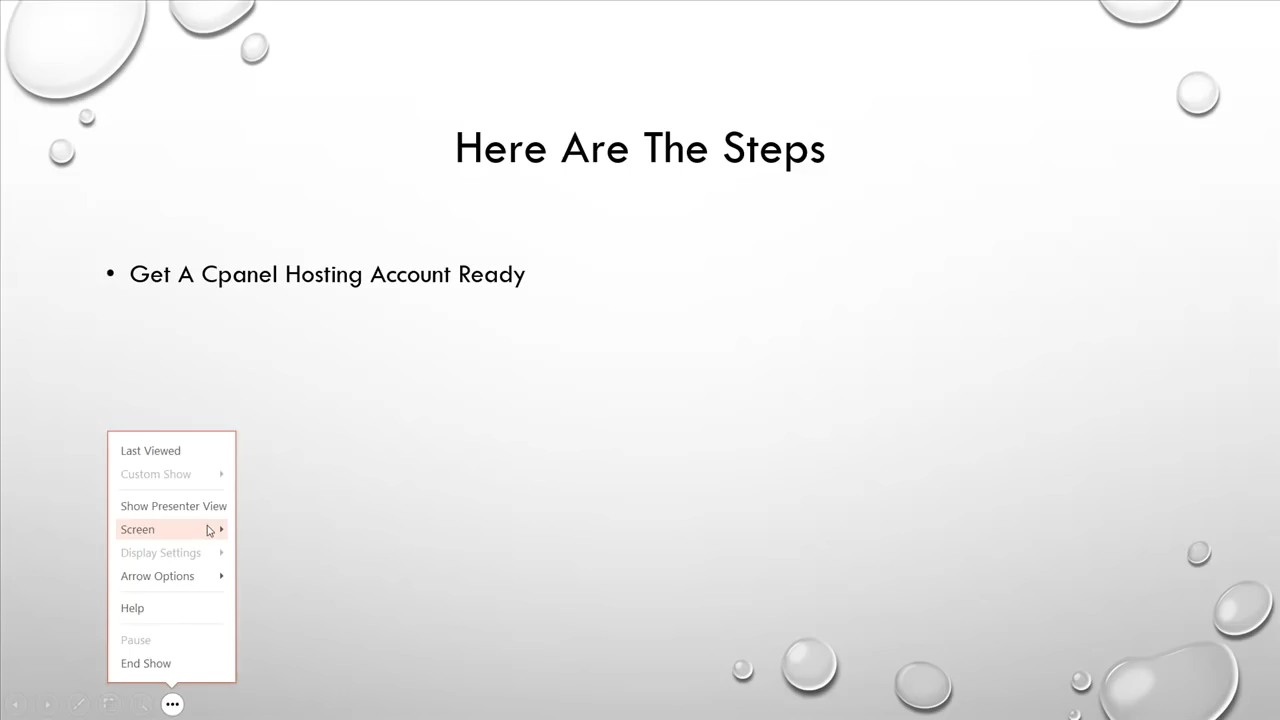 Here Are The Steps
• Get A Cpanel Hosting Account Ready
Last Viewed
Custom Show
Show Presenter View
Screen
Display Settings
Arrow Options
Help
Pause
End Show